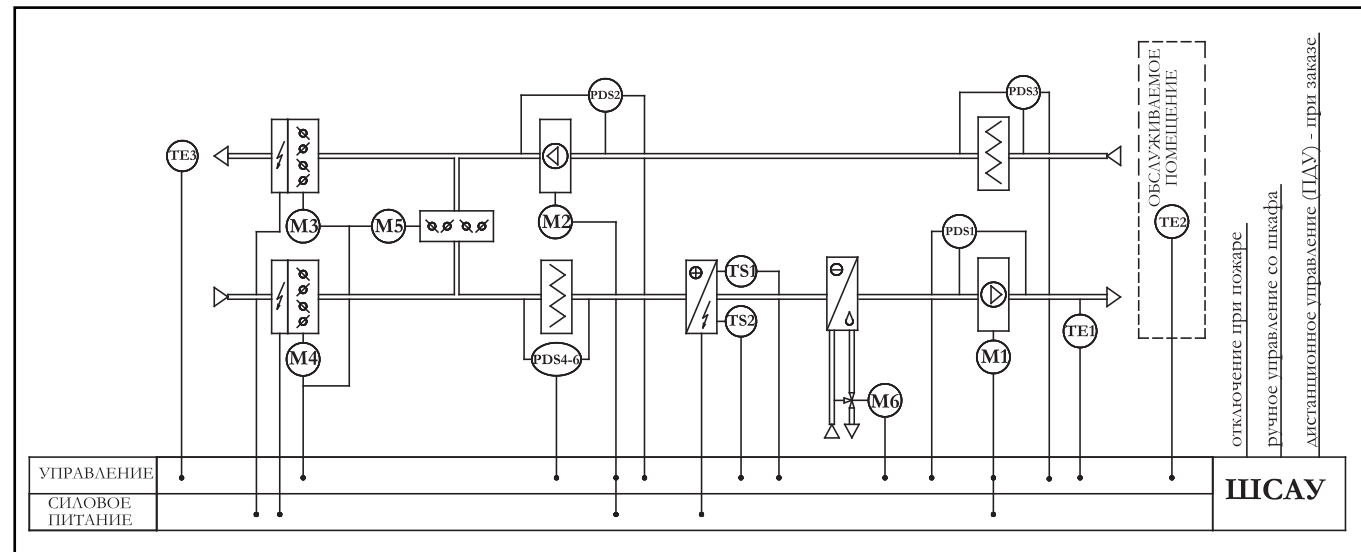 PDS2
PDS3
TE3
ОБСЛУЖИВАЕМОЕ
ПОМЕЩЕНИЕ
M3
M5
M2
TE2
PDS1
TS1
TS2
TE1
M4
PDS4-6
M1
M6
отключение при пожаре
ручное управление со шкафа
дистанционное управление (ПДУ) - при заказе
УПРАВЛЕНИЕ
СИЛОВОЕ
ПИТАНИЕ
ШСАУ